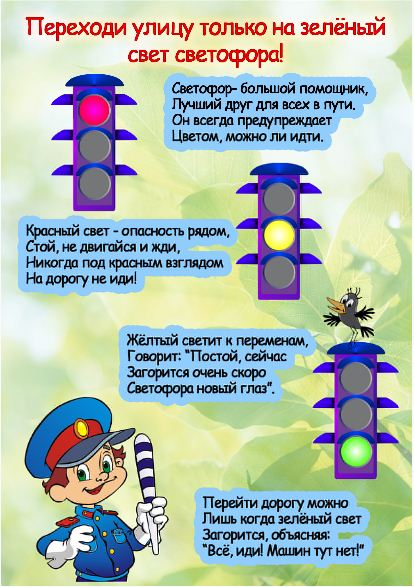 Переходи улицу только на зелёный
свет светофора!
Светофор- большой помощник,
Лучший друг для всех в пути.
Он всегда предупреждает
Цветом, можно ли идти.
Красный свет - опасность рядом,
Стой, не двигайся и жди,
Никогда под красным взглядом
На дорогу не иди!
Жёлтый светит к переменам,
Говорит: "Постой, сейчас
Загорится очень скоро
Светофора новый глаз".
Перейти дорогу можно
Лишь когда зелёный свет
Загорится, объясняя:
"Всё, иди! Машин тут нет!"